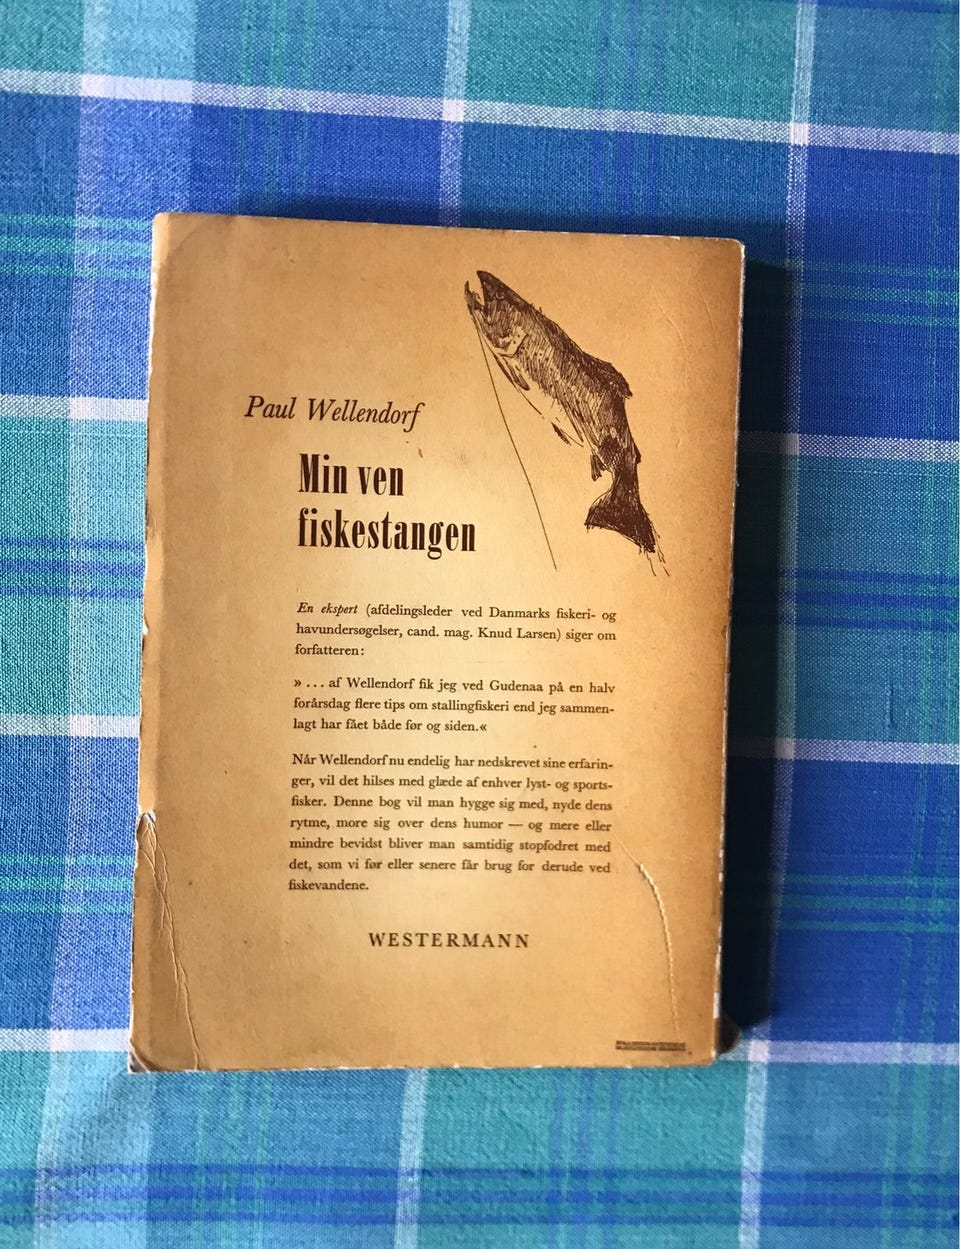 Paul Wellendorf
Min ven
fiskestangen
En ekspert (afdelingsleder ved Danmarks fiskeri- og
havundersøgelser, cand. mag. Knud Larsen) siger om
forfatteren:
» . . . af Wellendorf fik jeg ved Gudenaa på en halv
forårsdag flere tips om stallingfiskeri end jeg sammen-
lagt har fået både før og siden.«
Når Wellendorf nu endelig har nedskrevet sine erfarin-
ger, vil det hilses med glæde af enhver lyst- og sports-
fisker. Denne bog vil man hygge sig med, nyde dens
rytme, more sig over dens humor — og mere eller
mindre bevidst bliver man samtidig stopfodret med
det, som vi før eller senere får brug for derude ved
fiskevandene.
WESTERMANN